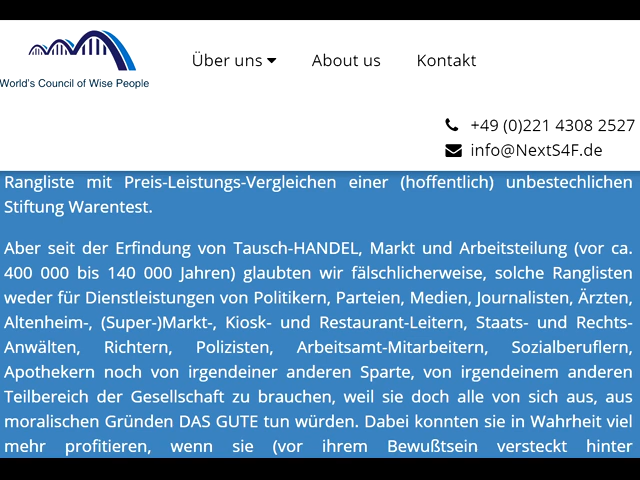 World's Council of Wise People
Über uns
About us
Kontakt
+49 (0)221 4308 2527
info@NextS4F.de
Rangliste mit Preis-Leistungs-Vergleichen einer (hoffentlich) unbestechlichen
Stiftung Warentest.
Aber seit der Erfindung von Tausch-HANDEL, Markt und Arbeitsteilung (vor ca.
400 000 bis 140 000 Jahren) glaubten wir fälschlicherweise, solche Ranglisten
weder für Dienstleistungen von Politikern, Parteien, Medien, Journalisten, Ärzten,
Altenheim-, (Super-)Markt-, Kiosk- und Restaurant-Leitern, Staats- und Rechts-
Anwälten, Richtern, Polizisten, Arbeitsamt-Mitarbeitern, Sozialberuflern,
Apothekern noch von irgendeiner anderen Sparte, von irgendeinem anderen
Teilbereich der Gesellschaft zu brauchen, weil sie doch alle von sich aus, aus
moralischen Gründen DAS GUTE tun würden. Dabei konnten sie in Wahrheit viel
mehr profitieren, wenn sie (vor ihrem Bewußtsein versteckt hinter